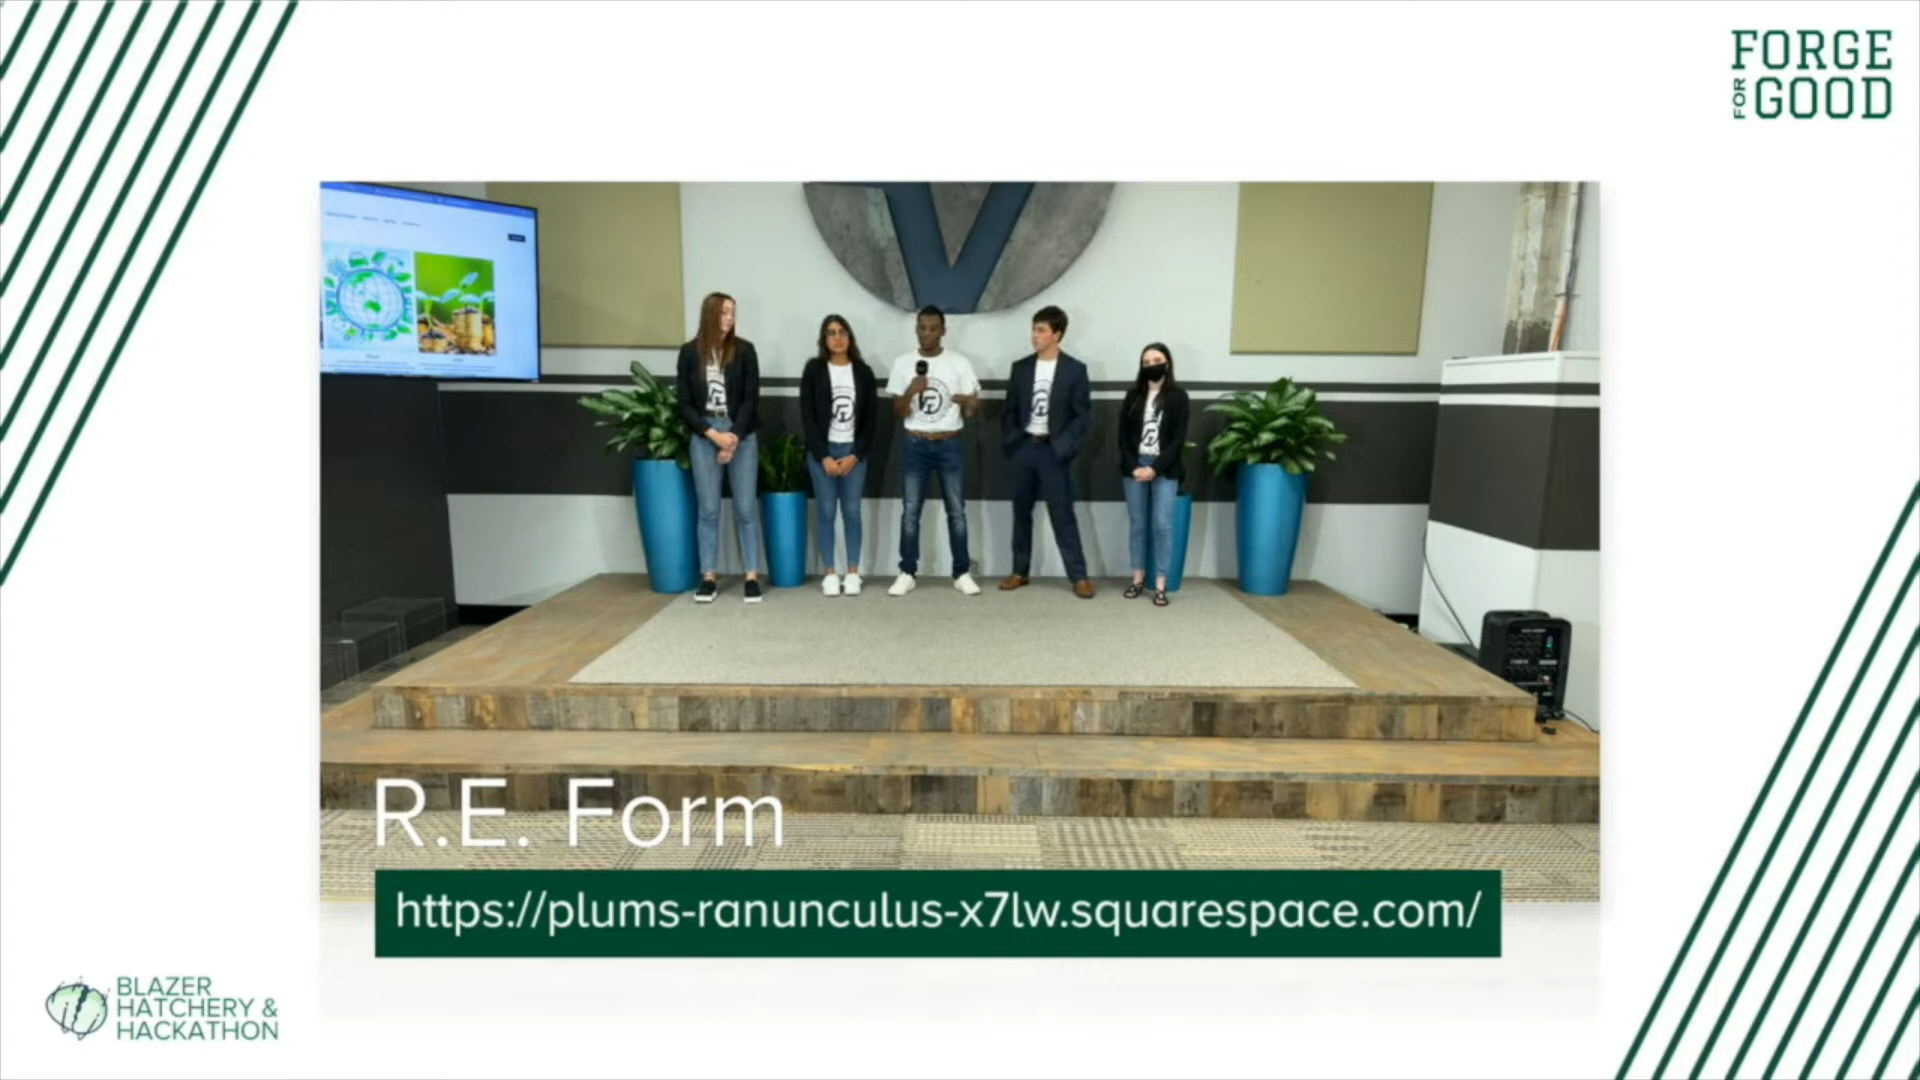 FORGE
FOR GOOD
R.E. Form
https://plums-ranunculus-x7lw.squarespace.com/
BLAZER
HATCHERY &
HACKATHON